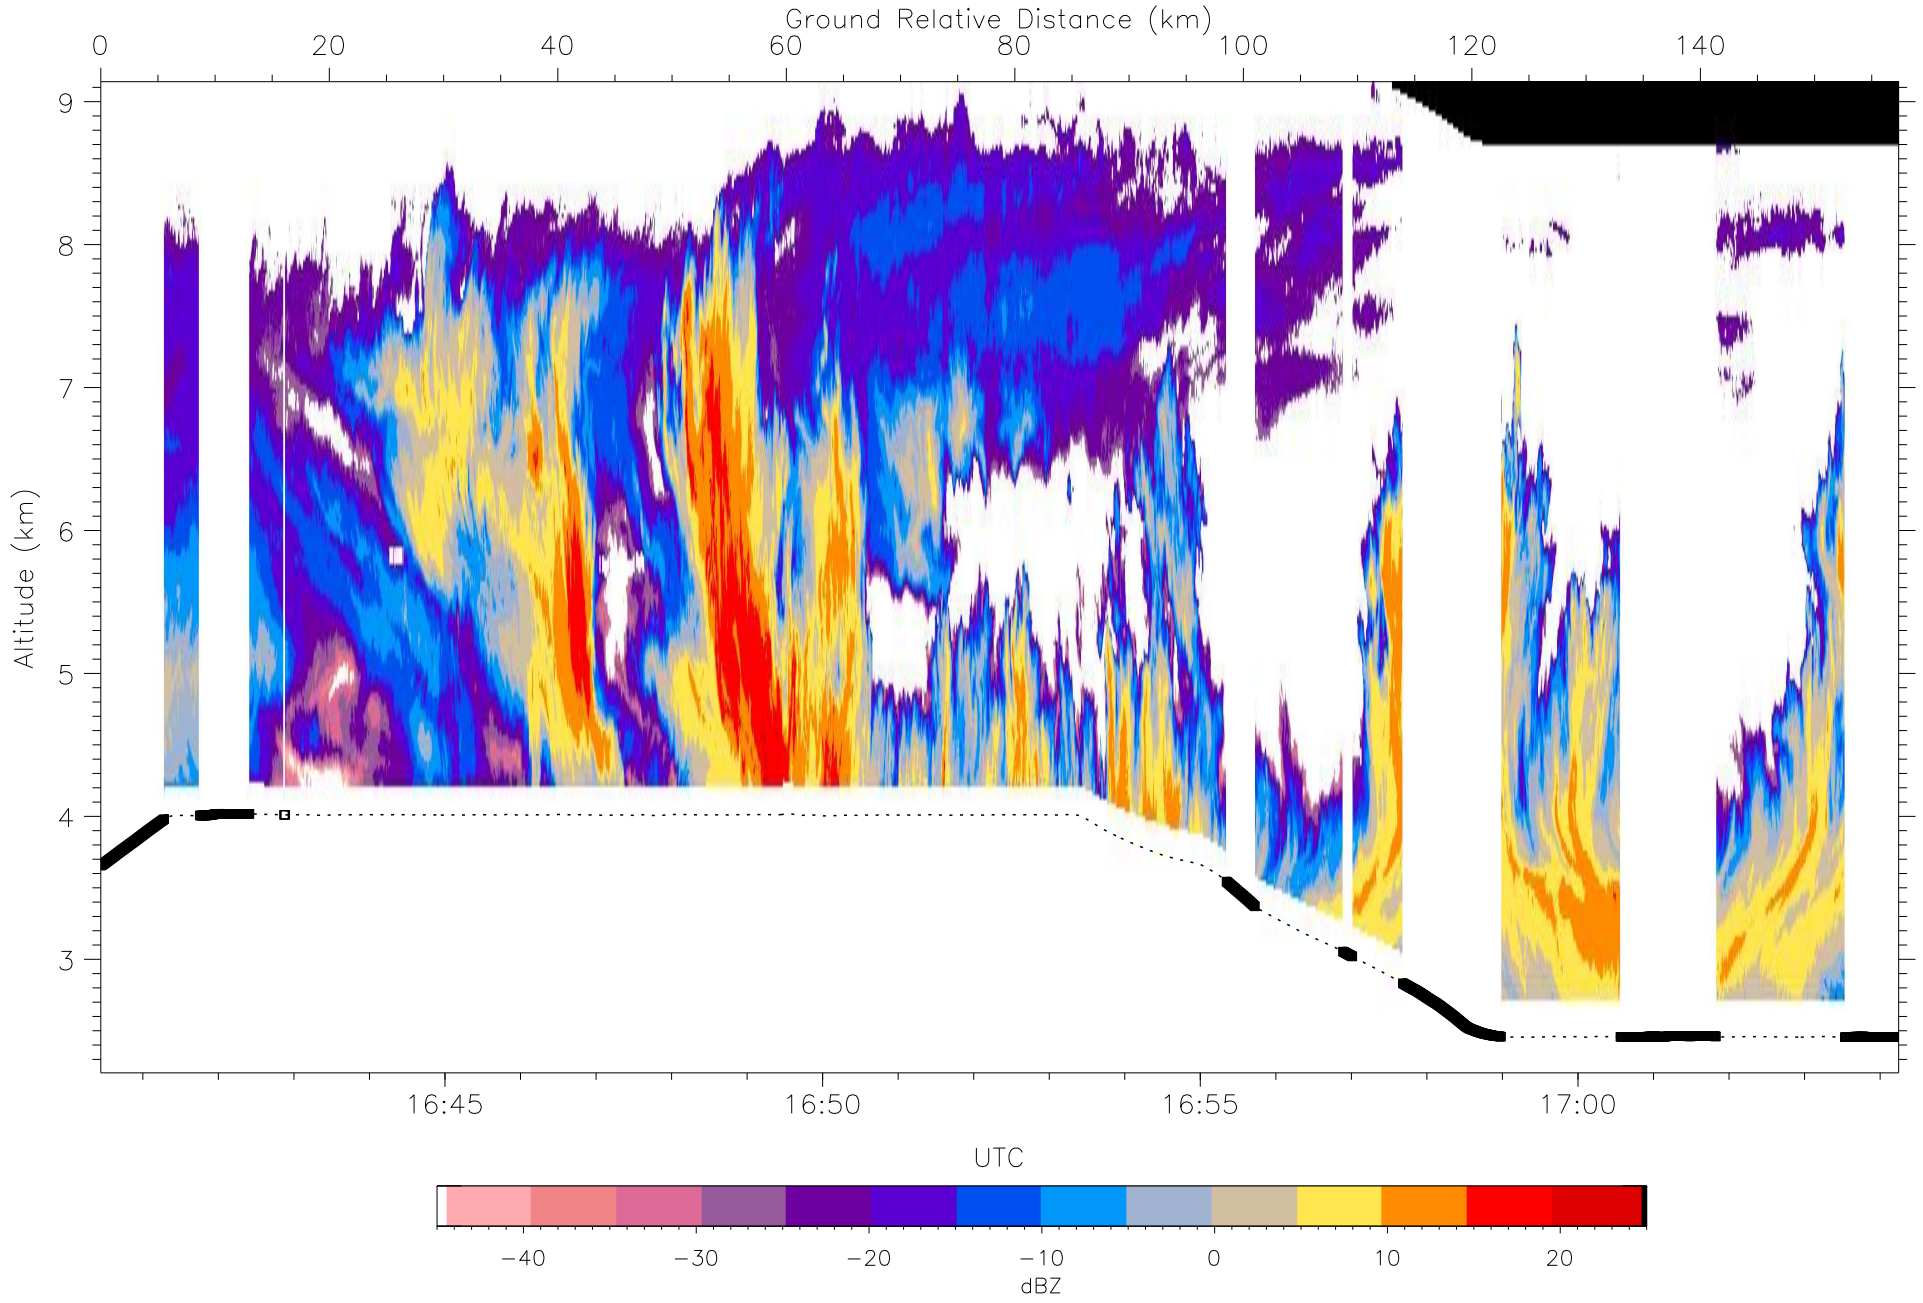 Ground Relative Distance (km)
0 20 40 60 80 100 120 140
9
8
7
6
5
4
3
Altitude (km)
16:45 16:50 16:55 17:00
UTC
−40 −30 −20 −10 0 10 20
dBZ